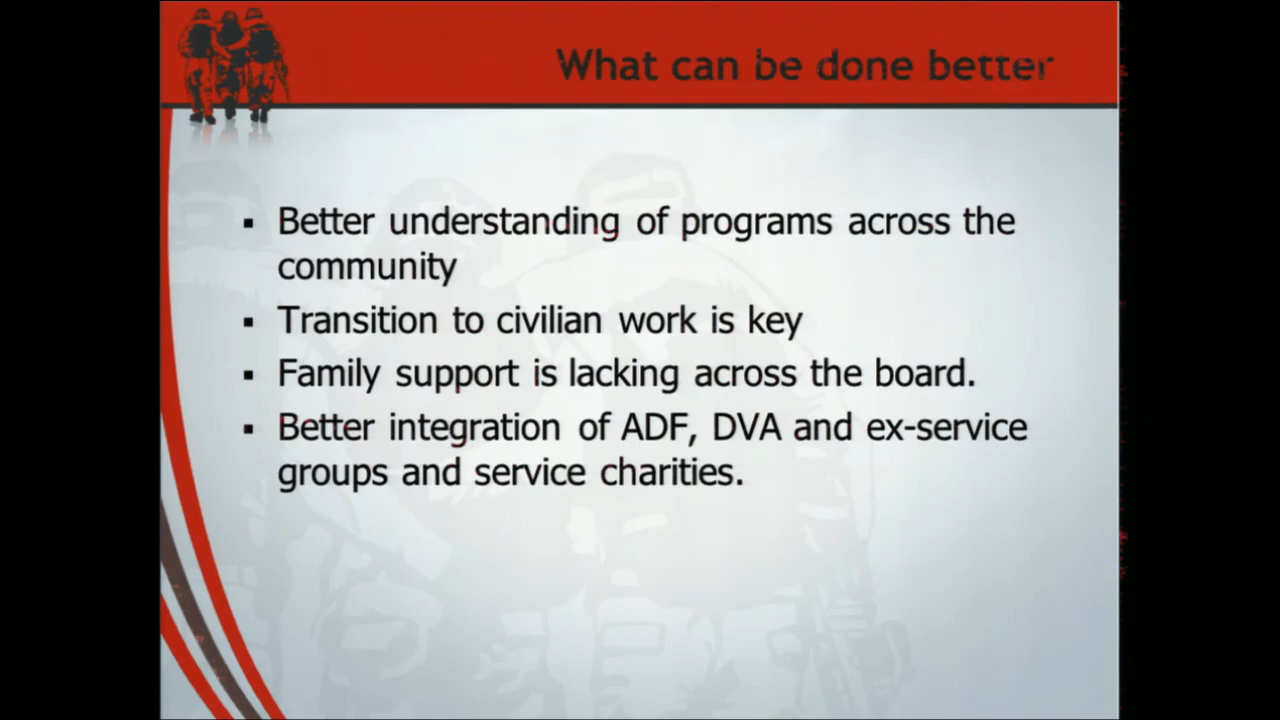 What can be done better
▪ Better understanding of programs across the
community
▪ Transition to civilian work is key
▪ Family support is lacking across the board.
▪ Better integration of ADF, DVA and ex-service
groups and service charities.